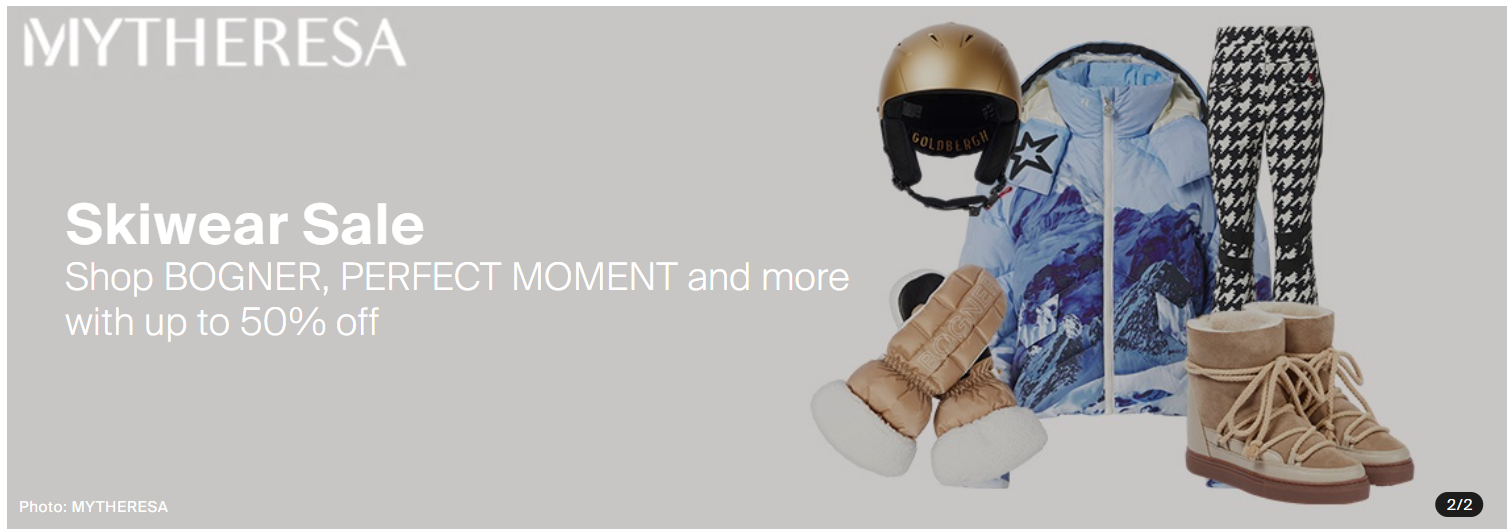 MYTHERESA
GOLDBERGH
Skiwear Sale
Shop BOGNER, PERFECT MOMENT and more
with up to 50% off
BOGNER
Photo: MYTHERESA
2/2